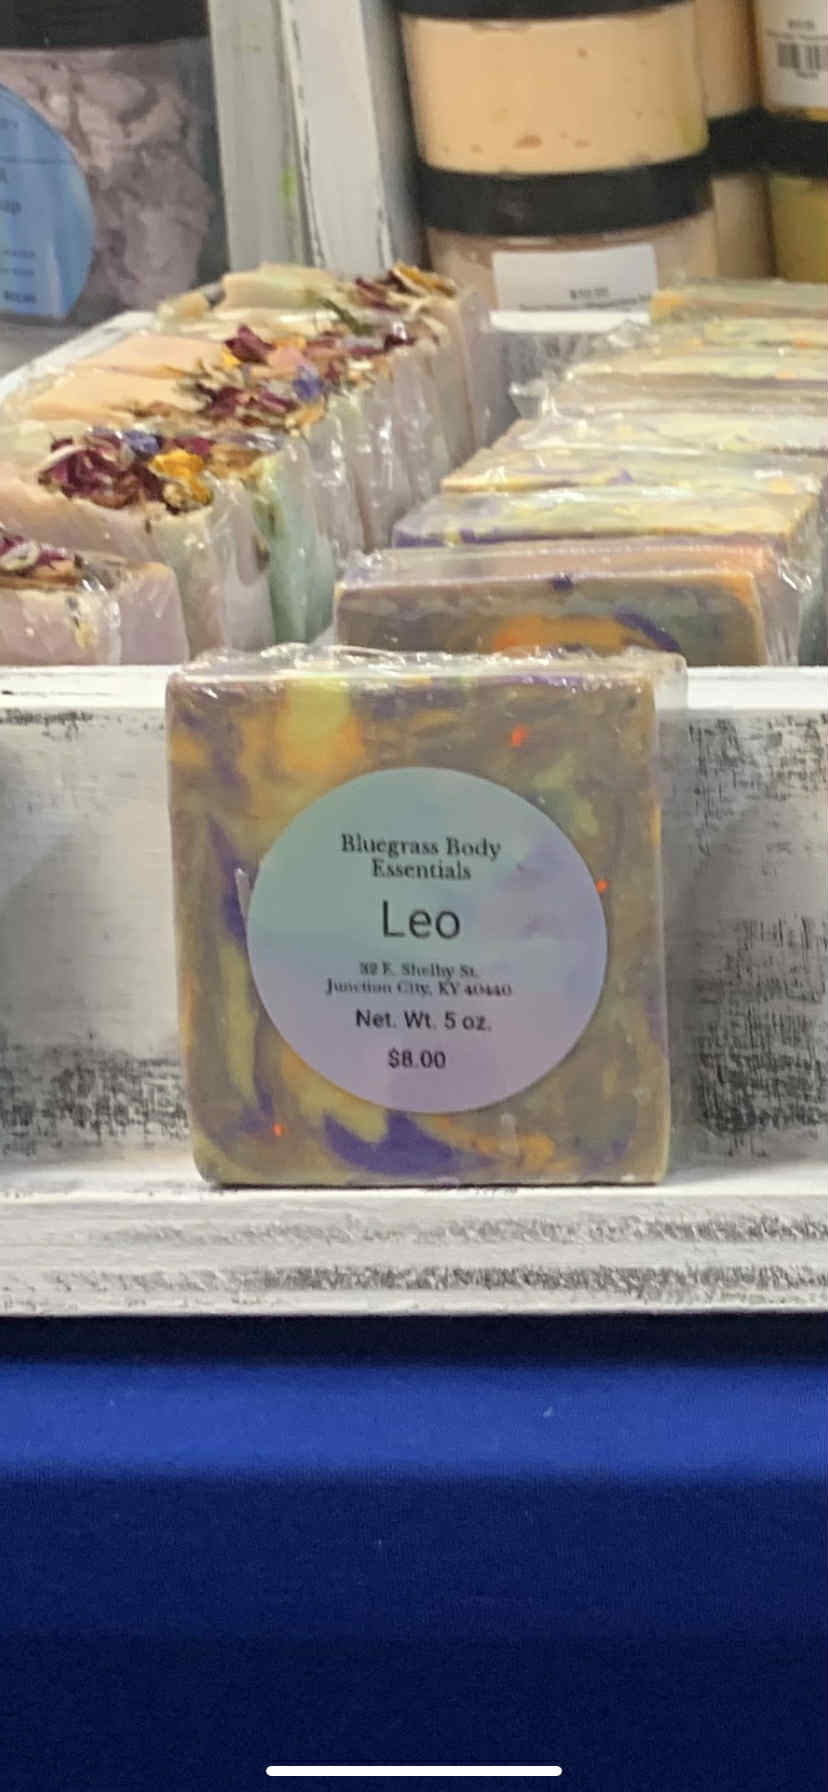 Bluegrass Body
Essentials
Leo
32 E. Shelby St.
Junction City, KY 40440
Net. Wt. 5 oz.
$8.00